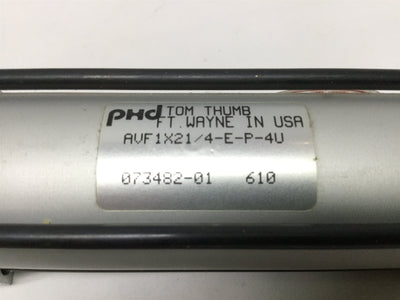 phd TOM THUMB
FT.WAYNE IN USA
AVF1X21/4-E-P-4U
073482-01 610